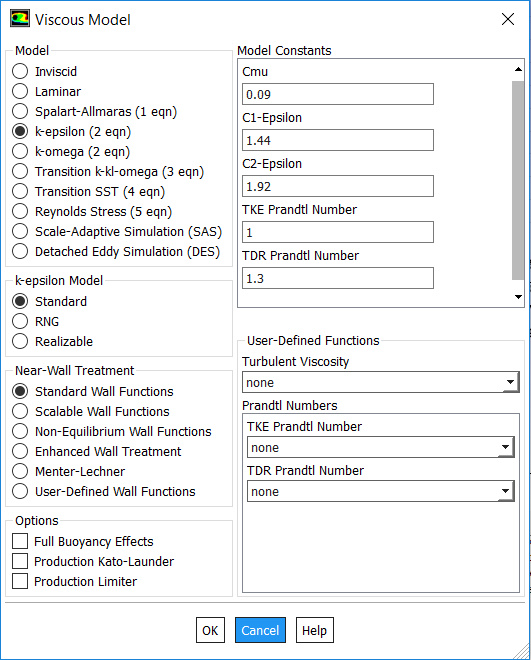 Viscous Model
Model
Inviscid
Laminar
Spalart-Allmaras (1 eqn)
k-epsilon (2 eqn)
k-omega (2 eqn)
Transition k-kl-omega (3 eqn)
Transition SST (4 eqn)
Reynolds Stress (5 eqn)
Scale-Adaptive Simulation (SAS)
Detached Eddy Simulation (DES)
k-epsilon Model
Standard
RNG
Realizable
Near-Wall Treatment
Standard Wall Functions
Scalable Wall Functions
Non-Equilibrium Wall Functions
Enhanced Wall Treatment
Menter-Lechner
User-Defined Wall Functions
Options
Full Buoyancy Effects
Production Kato-Launder
Production Limiter
Model Constants
Cmu
0.09
C1-Epsilon
1.44
C2-Epsilon
1.92
TKE Prandtl Number
1
TDR Prandtl Number
1.3
User-Defined Functions
Turbulent Viscosity
none
Prandtl Numbers
TKE Prandtl Number
none
TDR Prandtl Number
none
OK
Cancel
Help